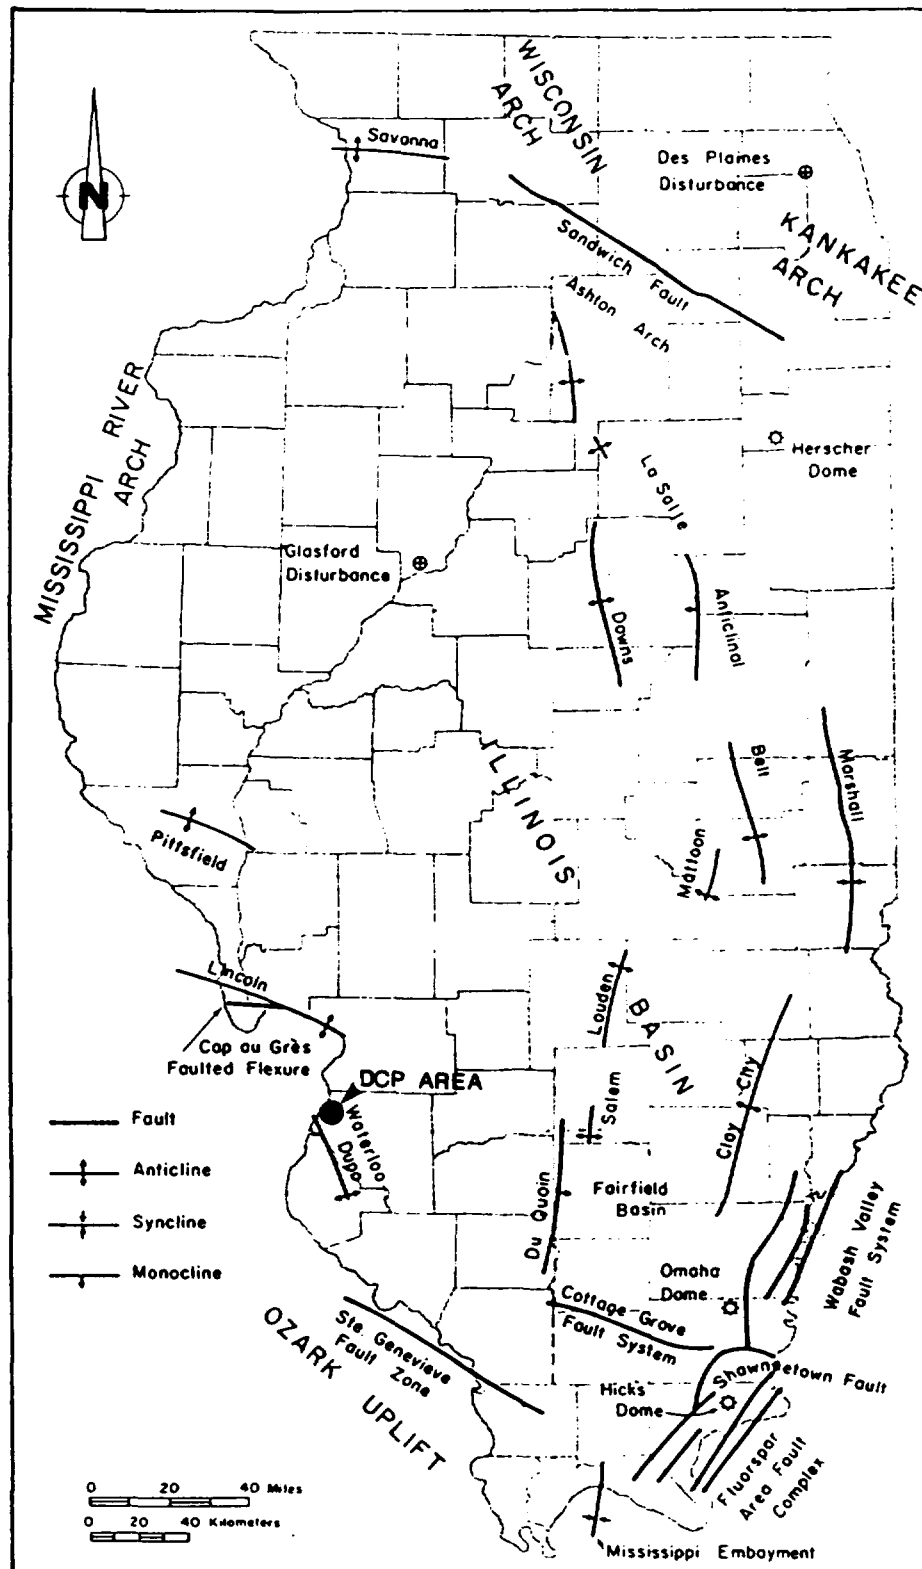 WISCONSIN
ARCH
Savanna
Des Plaines
Disturbance
N
KANKAKEE
ARCH
Sandwich Fault
Ashton Arch
MISSISSIPPI RIVER
ARCH
Herscher
Dome
La Salle
Anticlinal
Belt
Glasford
Disturbance
Downs
Marshall
ILLINOIS
BASIN
Pittsfield
Mattoon
Lincoln
Louden
Cap au Grès
Faulted Flexure
DCP AREA
Clay City
Salem
Waterloo
Dupo
Fault
Anticline
Syncline
Monocline
Du Quoin
Fairfield
Basin
Wabash Valley
Fault System
Omaha
Dome
Cottage Grove
Fault System
Ste. Genevieve
Fault Zone
OZARK UPLIFT
Shawneetown Fault
Hicks
Dome
Fluorspar
Area Fault
Complex
0 20 40 Miles
0 20 40 Kilometers
Mississippi Embayment